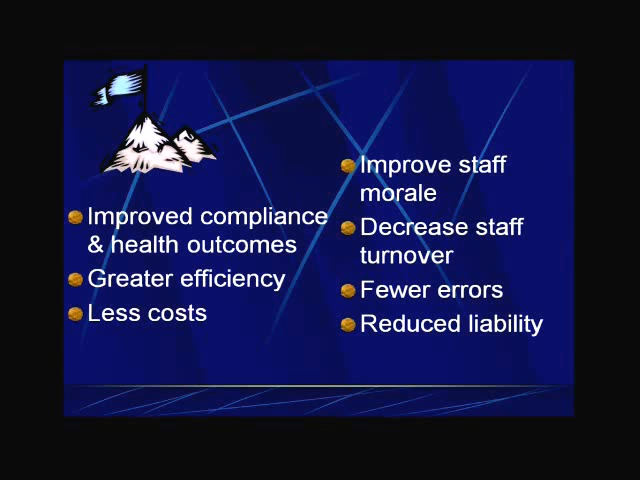 Improved compliance
& health outcomes
Greater efficiency
Less costs
Improve staff
morale
Decrease staff
turnover
Fewer errors
Reduced liability